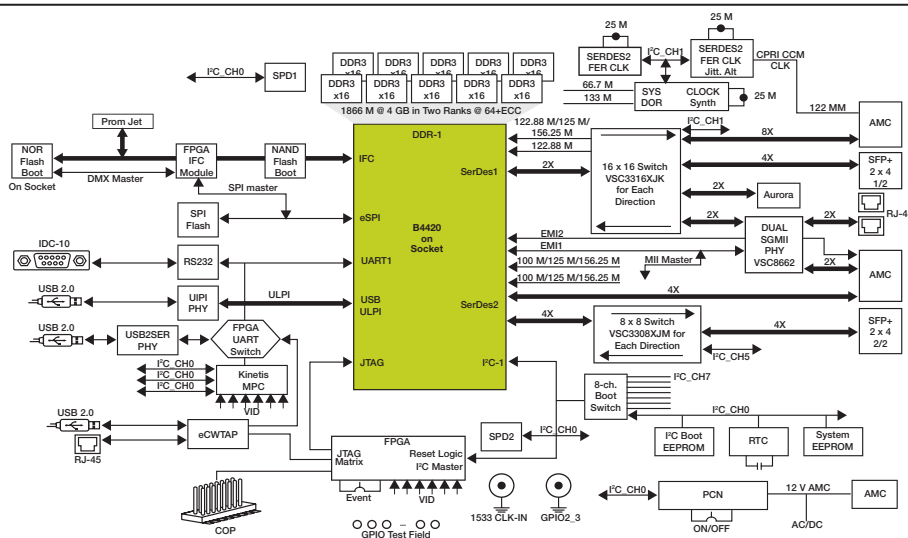 25 M
25 M
I²C_CH0
SPD1
DDR3
x16
DDR3
x16
DDR3
x16
DDR3
x16
DDR3
x16
DDR3
x16
DDR3
x16
DDR3
x16
DDR3
x16
DDR3
x16
1866 M @ 4 GB in Two Ranks @ 64+ECC
SERDES2
FER CLK
I²C_CH1
SERDES2
FER CLK
Jitt. Alt
CPRI CCM
CLK
66.7 M
133 M
SYS
DOR
CLOCK
Synth
25 M
122 MM
Prom Jet
NOR
Flash
Boot
On Socket
DMX Master
FPGA
IFC
Module
NAND
Flash
Boot
SPI master
SPI
Flash
DDR-1
IFC
SerDes1
eSPI
B4420
on
Socket
UART1
USB
ULPI
SerDes2
JTAG
I²C-1
122.88 M/125 M/
156.25 M
122.88 M
2X
16 x 16 Switch
VSC3316XJK
for Each
Direction
I²C_CH1
8X
AMC
4X
SFP+
2 x 4
1/2
2X
Aurora
2X
DUAL
SGMII
PHY
VSC8662
2X
RJ-4
EMI2
EMI1
MII Master
100 M/125 M/156.25 M
100 M/125 M/156.25 M
2X
AMC
4X
4X
8 x 8 Switch
VSC3308XJM for
Each Direction
4X
SFP+
2 x 4
2/2
I²C_CH5
IDC-10
RS232
USB 2.0
UIPI
PHY
ULPI
USB 2.0
USB2SER
PHY
FPGA
UART
Switch
I²C_CH0
I²C_CH0
I²C_CH0
Kinetis
MPC
VID
USB 2.0
RJ-45
eCWTAP
FPGA
JTAG
Matrix
Reset Logic
I²C Master
Event
VID
COP
GPIO Test Field
SPD2
I²C_CH0
8-ch.
Boot
Switch
I²C_CH7
I²C_CH0
I²C Boot
EEPROM
RTC
System
EEPROM
1533 CLK-IN
GPIO2_3
I²C_CH0
PCN
ON/OFF
12 V AMC
AC/DC
AMC